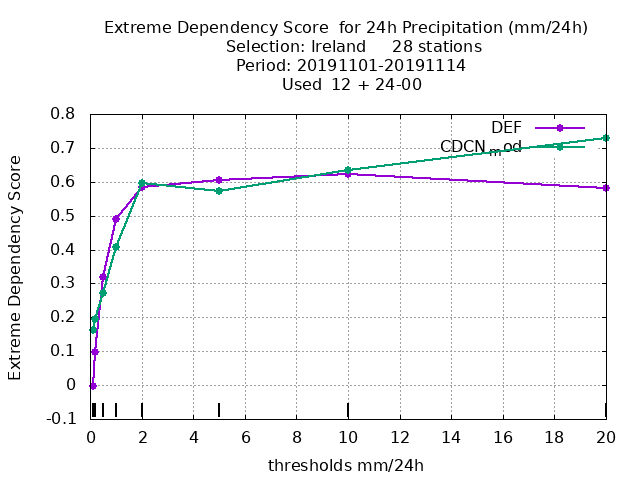 Extreme Dependency Score for 24h Precipitation (mm/24h)
Selection: Ireland 28 stations
Period: 20191101-20191114
Used 12 + 24-00
DEF
CDCN_mod
Extreme Dependency Score
0.8
0.7
0.6
0.5
0.4
0.3
0.2
0.1
0
-0.1
0 2 4 6 8 10 12 14 16 18 20
thresholds mm/24h